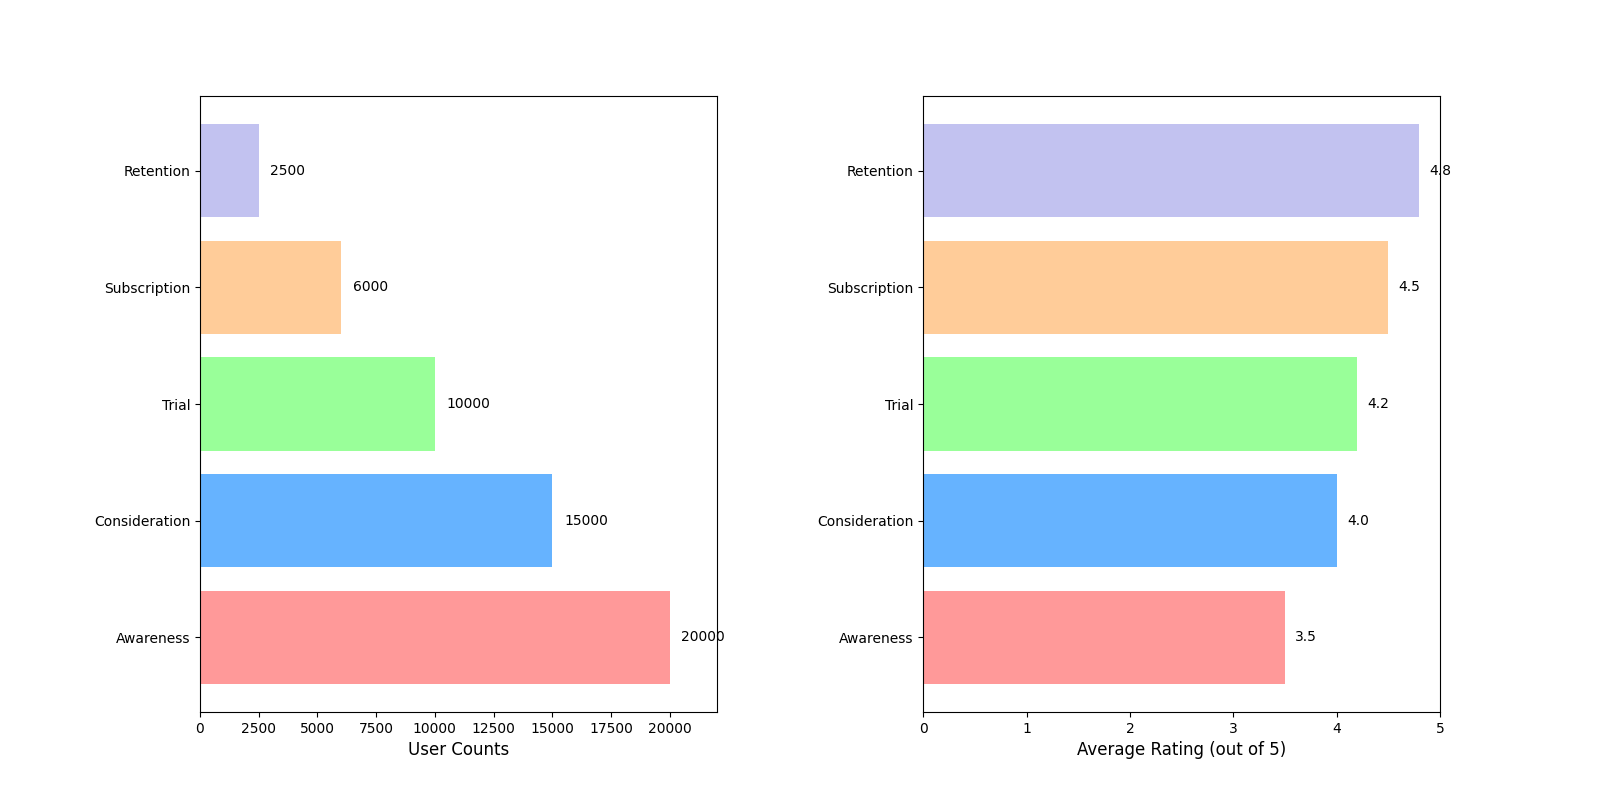 Retention
2500
Subscription
6000
Trial
10000
Consideration
15000
Awareness
20000
0 2500 5000 7500 10000 12500 15000 17500 20000
User Counts
Retention
4.8
Subscription
4.5
Trial
4.2
Consideration
4.0
Awareness
3.5
0 1 2 3 4 5
Average Rating (out of 5)